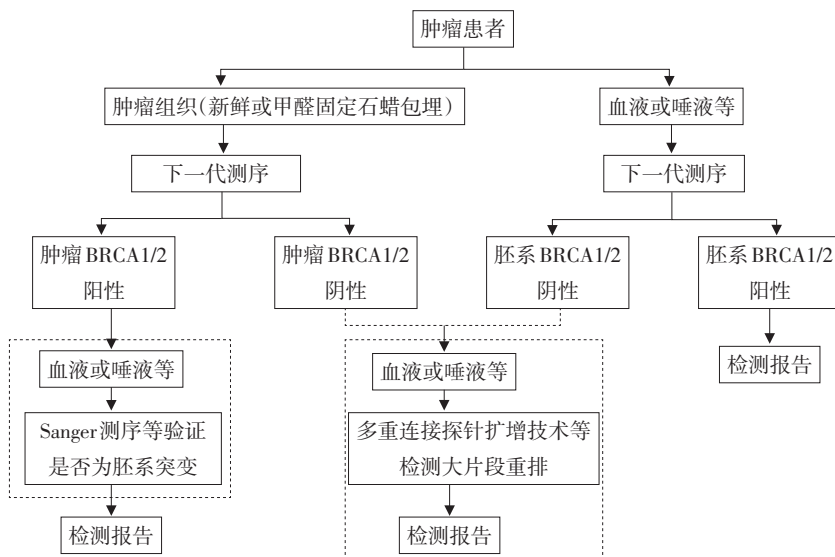 肿瘤患者
肿瘤组织(新鲜或甲醛固定石蜡包埋)
血液或唾液等
下一代测序
下一代测序
肿瘤BRCA1/2
阳性
肿瘤BRCA1/2
阴性
胚系BRCA1/2
阴性
胚系BRCA1/2
阳性
血液或唾液等
血液或唾液等
检测报告
Sanger测序等验证
是否为胚系突变
多重连接探针扩增技术等
检测大片段重排
检测报告
检测报告